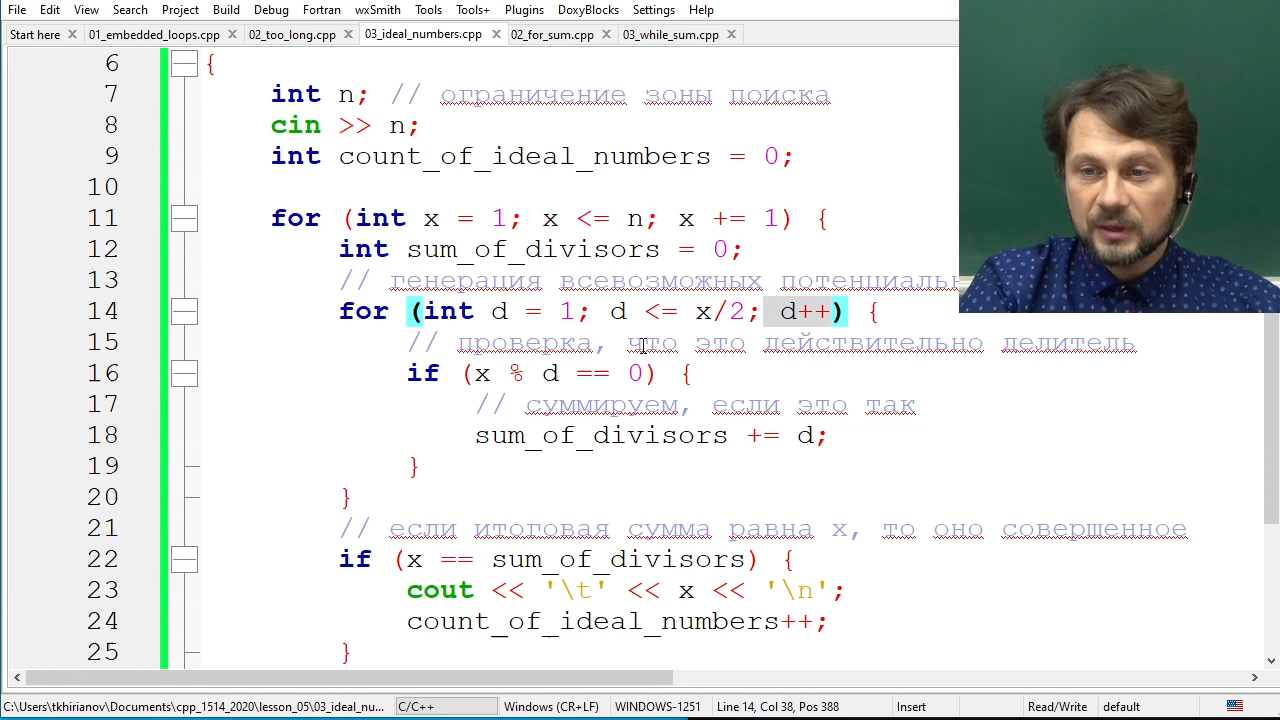 File Edit View Search Project Build Debug Fortran wxSmith Tools Tools+ Plugins DoxyBlocks Settings Help
Start here 01_embedded_loops.cpp 02_too_long.cpp 03_ideal_numbers.cpp 02_for_sum.cpp 03_while_sum.cpp
6 {
7 int n; // ограничение зоны поиска
8 cin >> n;
9 int count_of_ideal_numbers = 0;
10
11 for (int x = 1; x <= n; x += 1) {
12 int sum_of_divisors = 0;
13 // генерация всевозможных потенциаль
14 for (int d = 1; d <= x/2; d++) {
15 // проверка, что это действительно делитель
16 if (x % d == 0) {
17 // суммируем, если это так
18 sum_of_divisors += d;
19 }
20 }
21 // если итоговая сумма равна x, то оно совершенное
22 if (x == sum_of_divisors) {
23 cout << '\t' << x << '\n';
24 count_of_ideal_numbers++;
25 }
C:\Users\tkhirianov\Documents\cpp_1514_2020\lesson_05\03_ideal_nu... C/C++ Windows (CR+LF) WINDOWS-1251 Line 14, Col 38, Pos 388 Insert Read/Write default